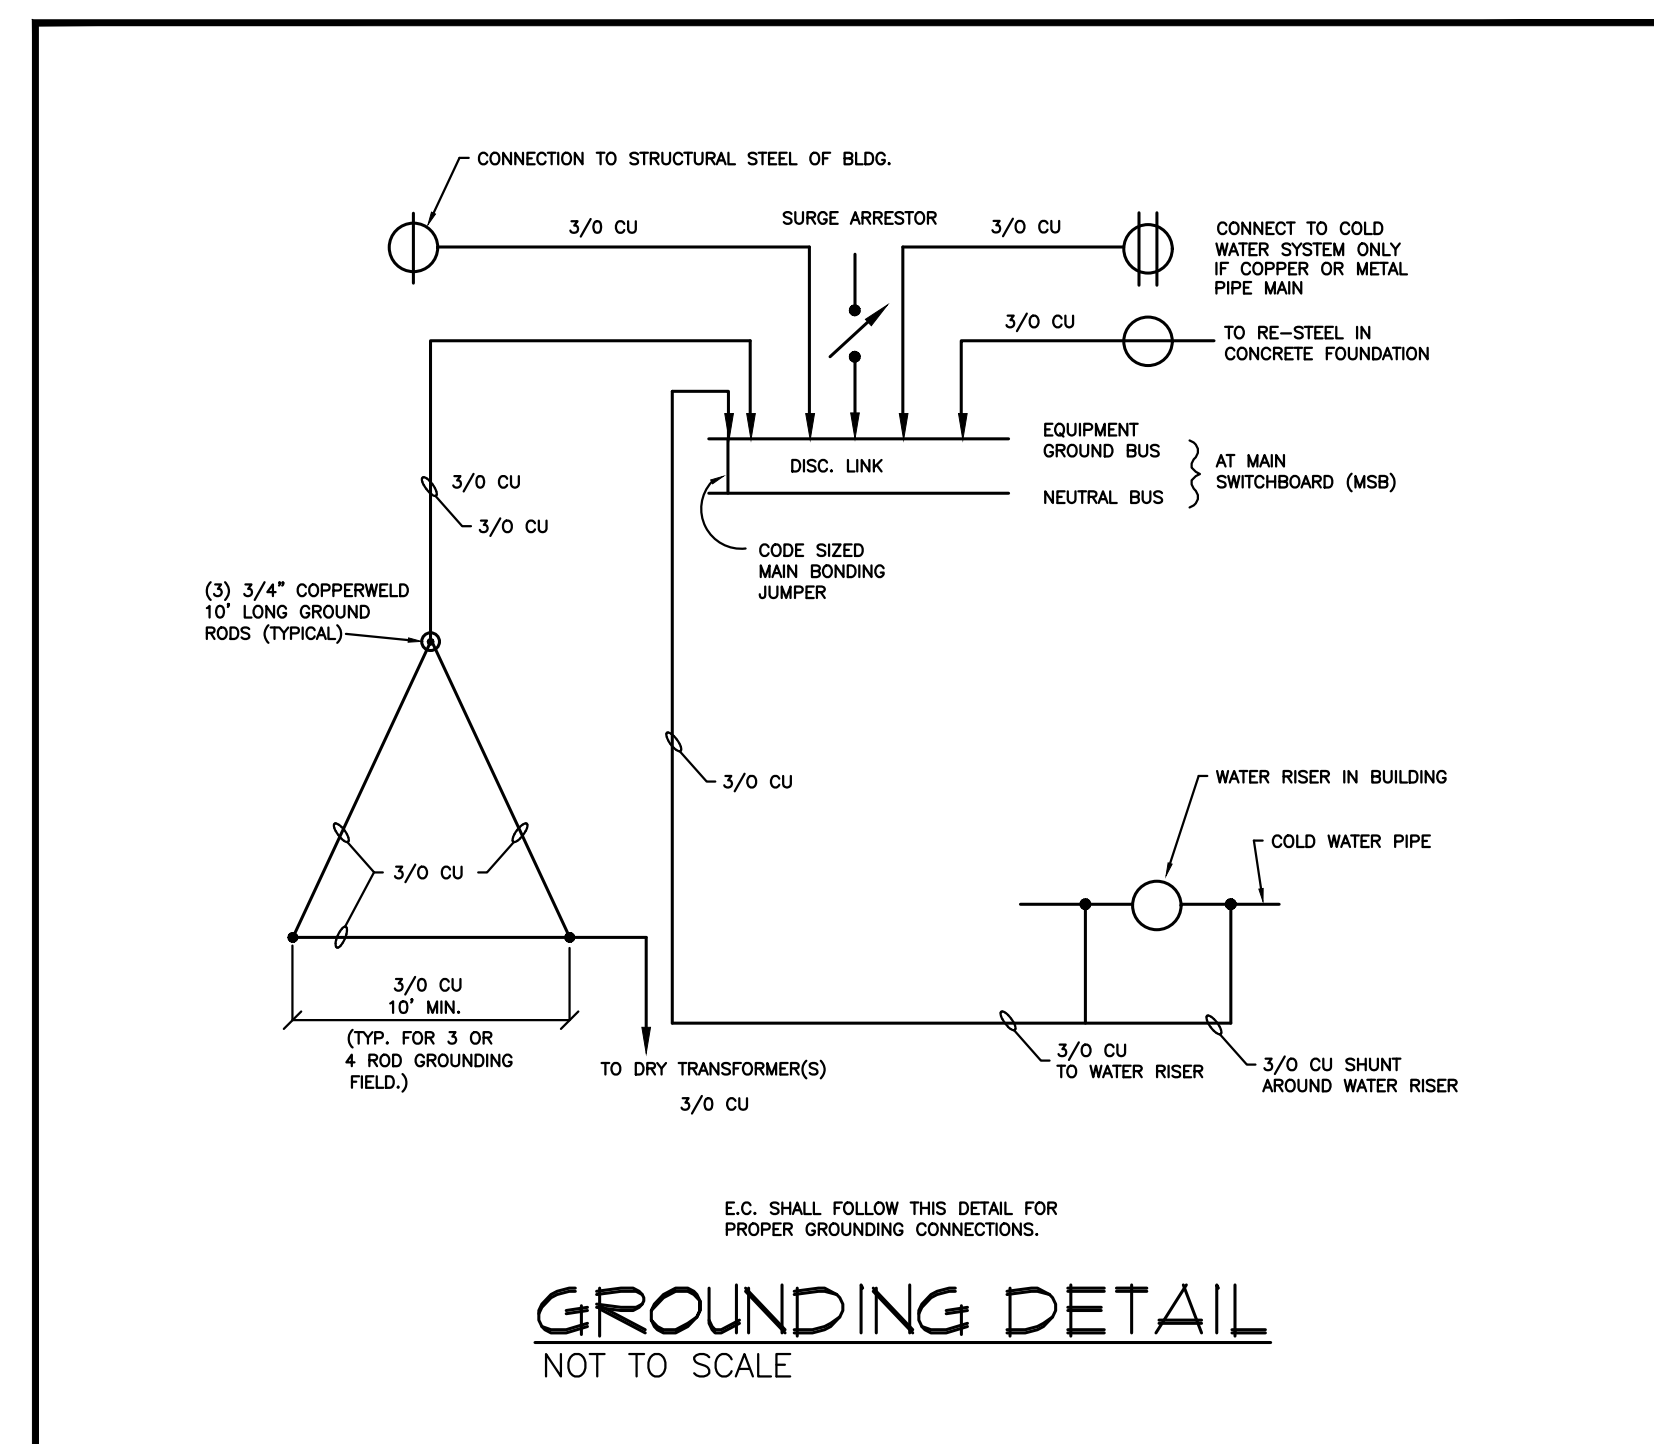 CONNECTION TO STRUCTURAL STEEL OF BLDG.
3/0 CU
SURGE ARRESTOR
3/0 CU
CONNECT TO COLD
WATER SYSTEM ONLY
IF COPPER OR METAL
PIPE MAIN
3/0 CU
TO RE-STEEL IN
CONCRETE FOUNDATION
EQUIPMENT
GROUND BUS
DISC. LINK
NEUTRAL BUS
AT MAIN
SWITCHBOARD (MSB)
3/0 CU
3/0 CU
CODE SIZED
MAIN BONDING
JUMPER
(3) 3/4" COPPERWELD
10' LONG GROUND
RODS (TYPICAL)
3/0 CU
WATER RISER IN BUILDING
COLD WATER PIPE
3/0 CU
3/0 CU
10' MIN.
(TYP. FOR 3 OR
4 ROD GROUNDING
FIELD.)
TO DRY TRANSFORMER(S)
3/0 CU
3/0 CU
TO WATER RISER
3/0 CU SHUNT
AROUND WATER RISER
E.C. SHALL FOLLOW THIS DETAIL FOR
PROPER GROUNDING CONNECTIONS.
GROUNDING DETAIL
NOT TO SCALE